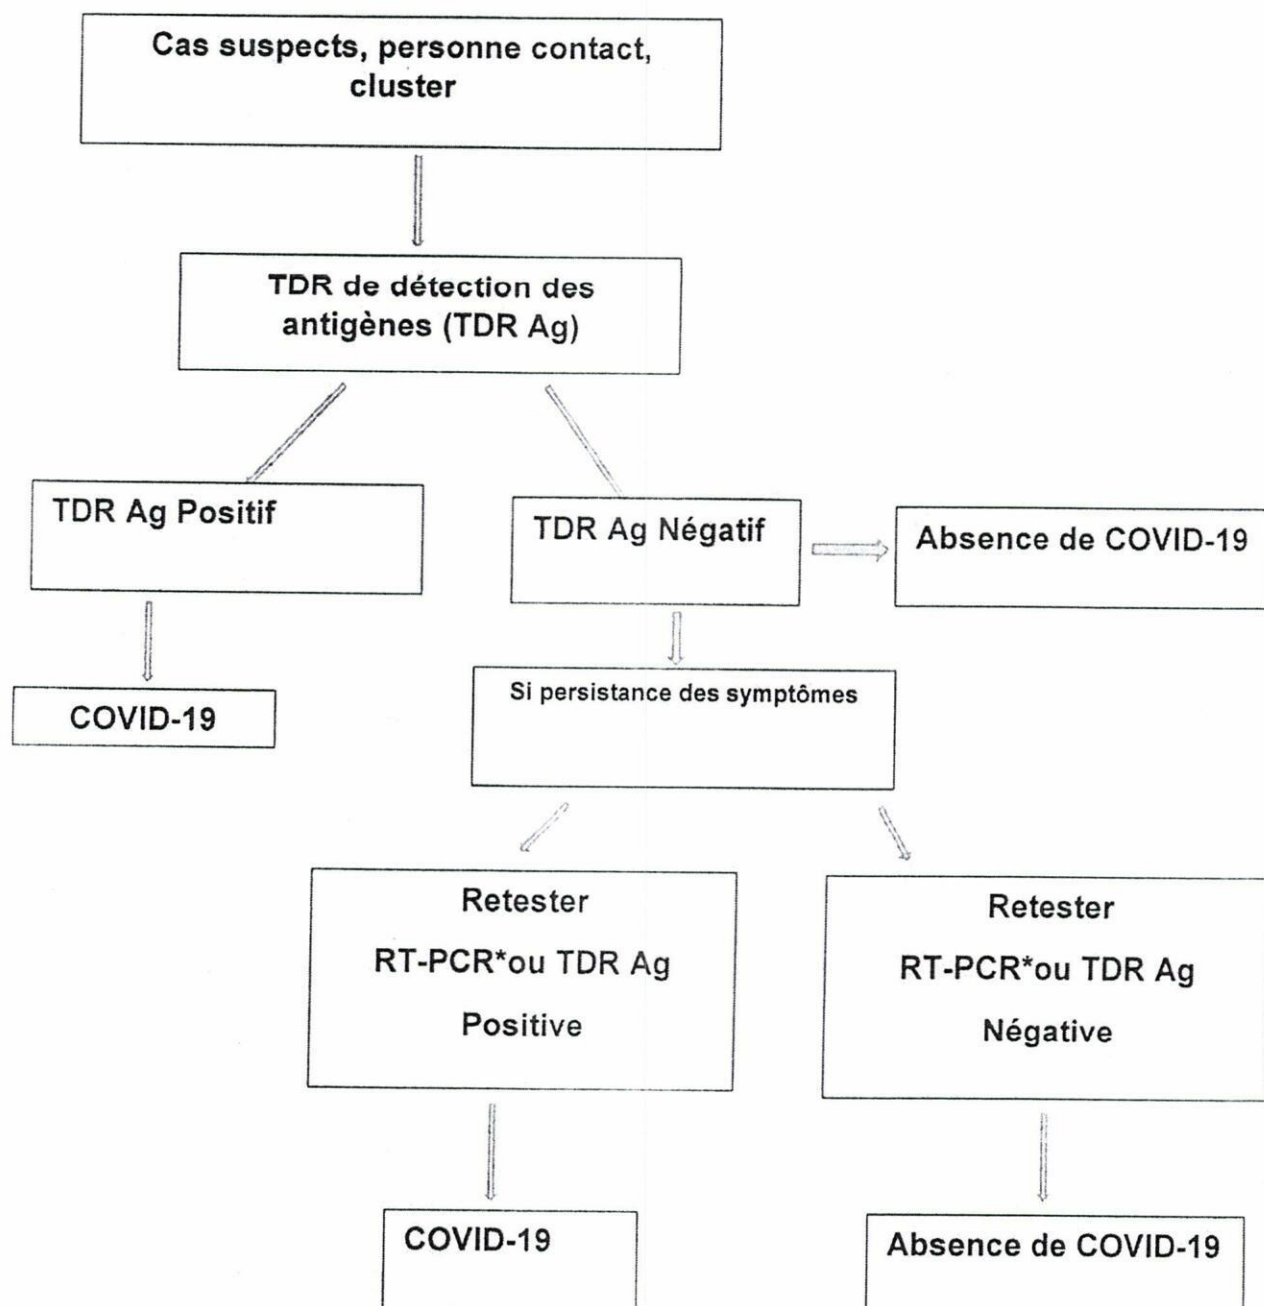 Cas suspects, personne contact,
cluster
TDR de détection des
antigènes (TDR Ag)
TDR Ag Positif
TDR Ag Négatif
Absence de COVID-19
COVID-19
Si persistance des symptômes
Retester
RT-PCR*ou TDR Ag
Positive
Retester
RT-PCR*ou TDR Ag
Négative
COVID-19
Absence de COVID-19